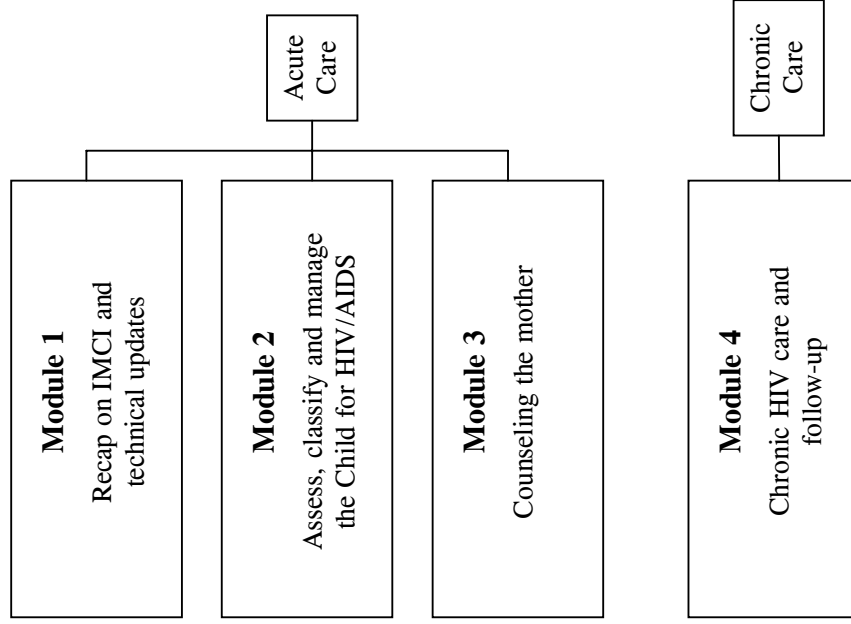 Module 1
Recap on IMCI and
technical updates
Module 2
Assess, classify and manage
the Child for HIV/AIDS
Module 3
Counseling the mother
Acute
Care
Module 4
Chronic HIV care and
follow-up
Chronic
Care